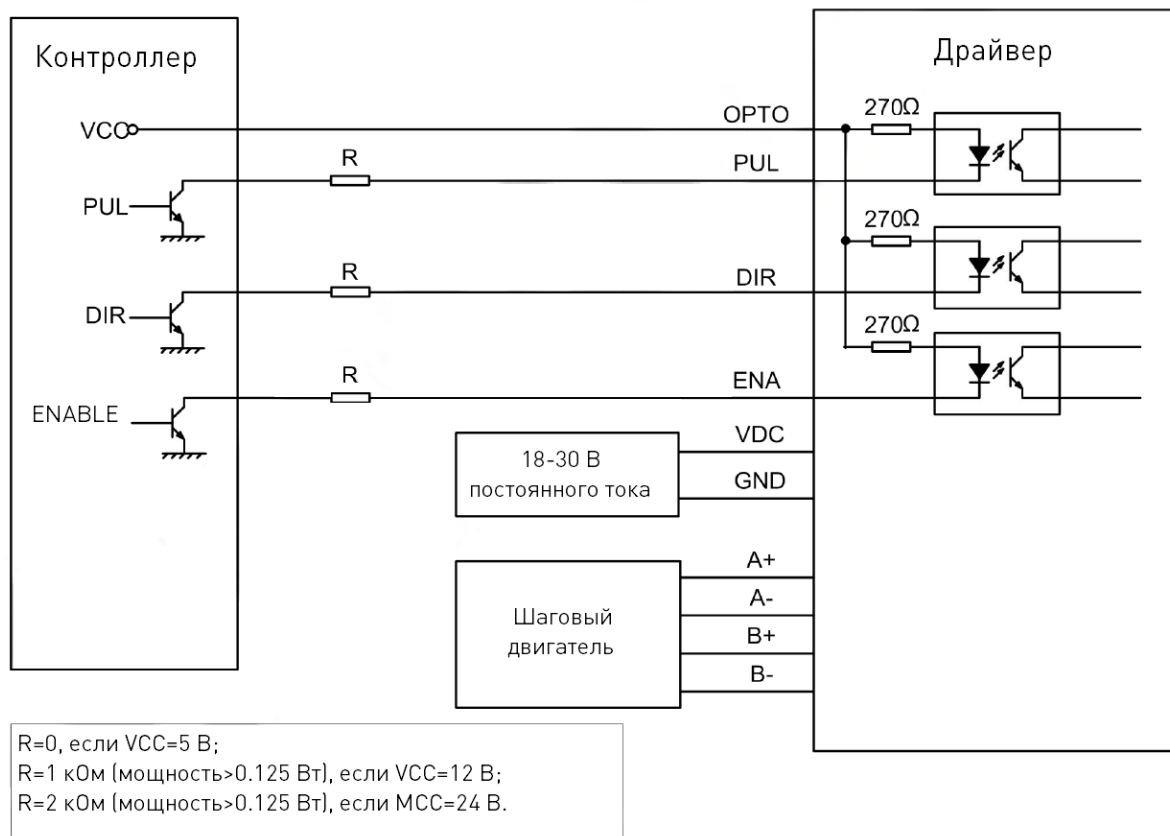 Контроллер
Драйвер
VCC
OPTO
270Ω
R
PUL
PUL
270Ω
R
DIR
DIR
270Ω
R
ENA
ENABLE
VDC
18-30 В
постоянного тока
GND
A+
Шаговый
двигатель
A-
B+
B-
R=0, если VCC=5 В;
R=1 кОм (мощность>0.125 Вт), если VCC=12 В;
R=2 кОм (мощность>0.125 Вт), если МСС=24 В.